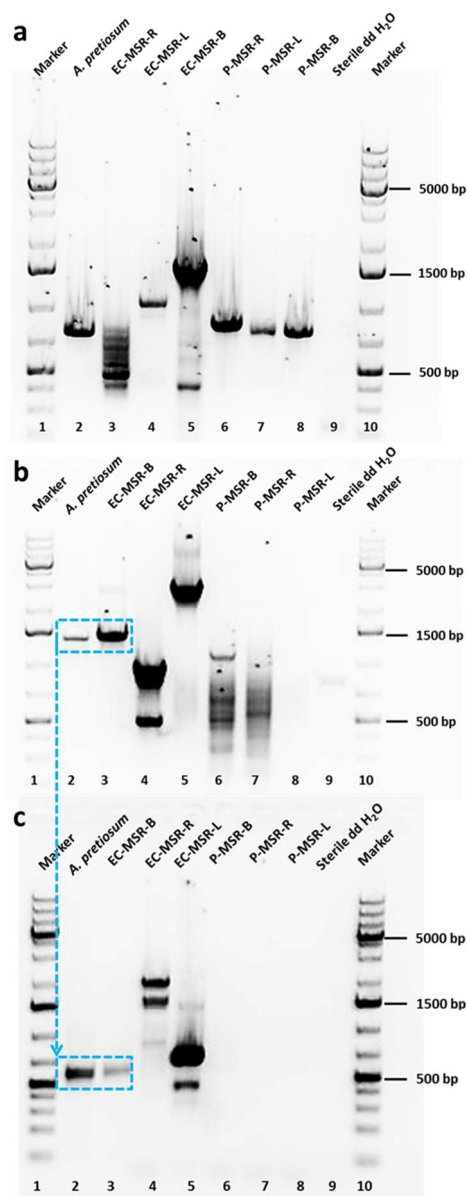 a
Marker A. pretiosum EC-MSR-R EC-MSR-L EC-MSR-B P-MSR-R P-MSR-L P-MSR-B Sterile dd H₂O Marker
5000 bp
1500 bp
500 bp
1 2 3 4 5 6 7 8 9 10
b
Marker A. pretiosum EC-MSR-B EC-MSR-R EC-MSR-L P-MSR-B P-MSR-R P-MSR-L Sterile dd H₂O Marker
5000 bp
1500 bp
500 bp
1 2 3 4 5 6 7 8 9 10
c
Marker A. pretiosum EC-MSR-B EC-MSR-R EC-MSR-L P-MSR-B P-MSR-R P-MSR-L Sterile dd H₂O Marker
5000 bp
1500 bp
500 bp
1 2 3 4 5 6 7 8 9 10